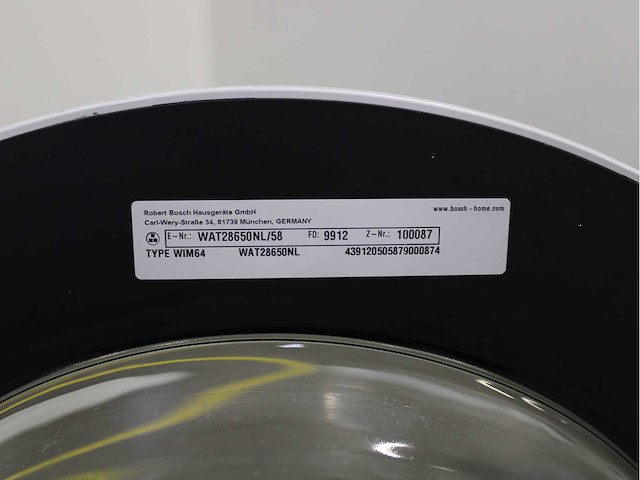 Robert Bosch Hausgeräte GmbH www.bosch-home.com
Carl-Wery-Straße 34, 81739 München, GERMANY
E-Nr.: WAT28650NL/58 FD: 9912 Z-Nr.: 100087
TYPE WIM64 WAT28650NL 439120505879000874